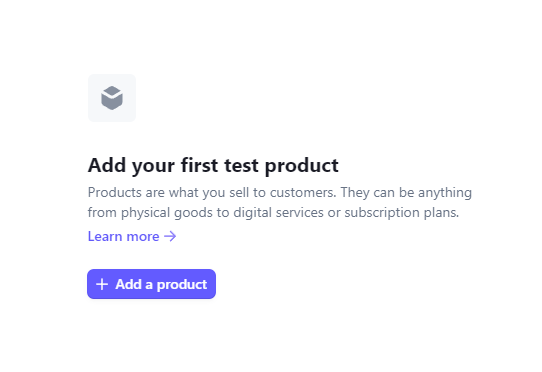 Add your first test product
Products are what you sell to customers. They can be anything
from physical goods to digital services or subscription plans.
Learn more →
+ Add a product